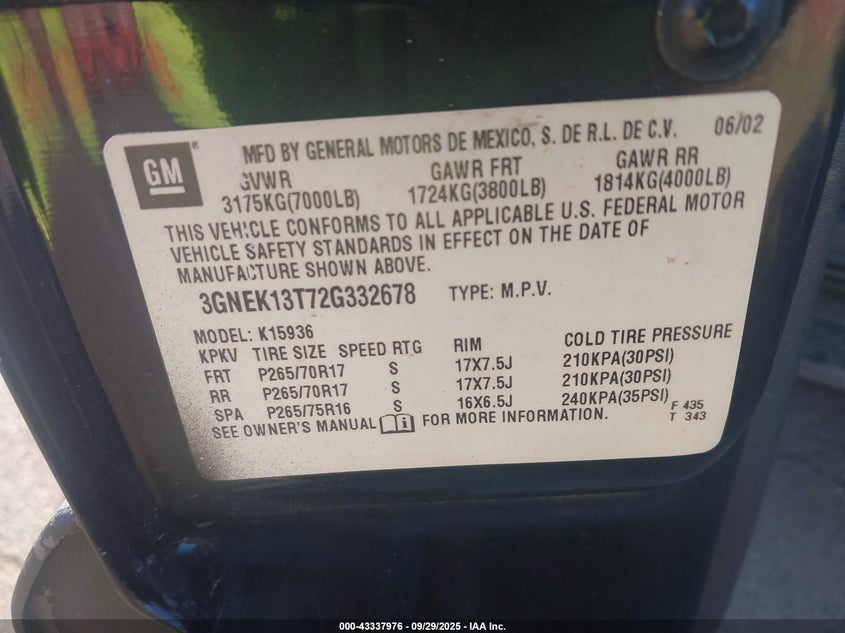 GM ® MFD BY GENERAL MOTORS DE MEXICO, S. DE R.L. DE C.V. 06/02
GVWR GAWR FRT GAWR RR
3175KG(7000LB) 1724KG(3800LB) 1814KG(4000LB)
THIS VEHICLE CONFORMS TO ALL APPLICABLE U.S. FEDERAL MOTOR
VEHICLE SAFETY STANDARDS IN EFFECT ON THE DATE OF
MANUFACTURE SHOWN ABOVE.
3GNEK13T72G332678 TYPE: M.P.V.
MODEL: K15936
KPKV TIRE SIZE SPEED RTG RIM COLD TIRE PRESSURE
FRT P265/70R17 S 17X7.5J 210KPA(30PSI)
RR P265/70R17 S 17X7.5J 210KPA(30PSI)
SPA P265/75R16 S 16X6.5J 240KPA(35PSI) F 435
SEE OWNER'S MANUAL FOR MORE INFORMATION. T 343
000-43337976 - 09/29/2025 - IAA Inc.